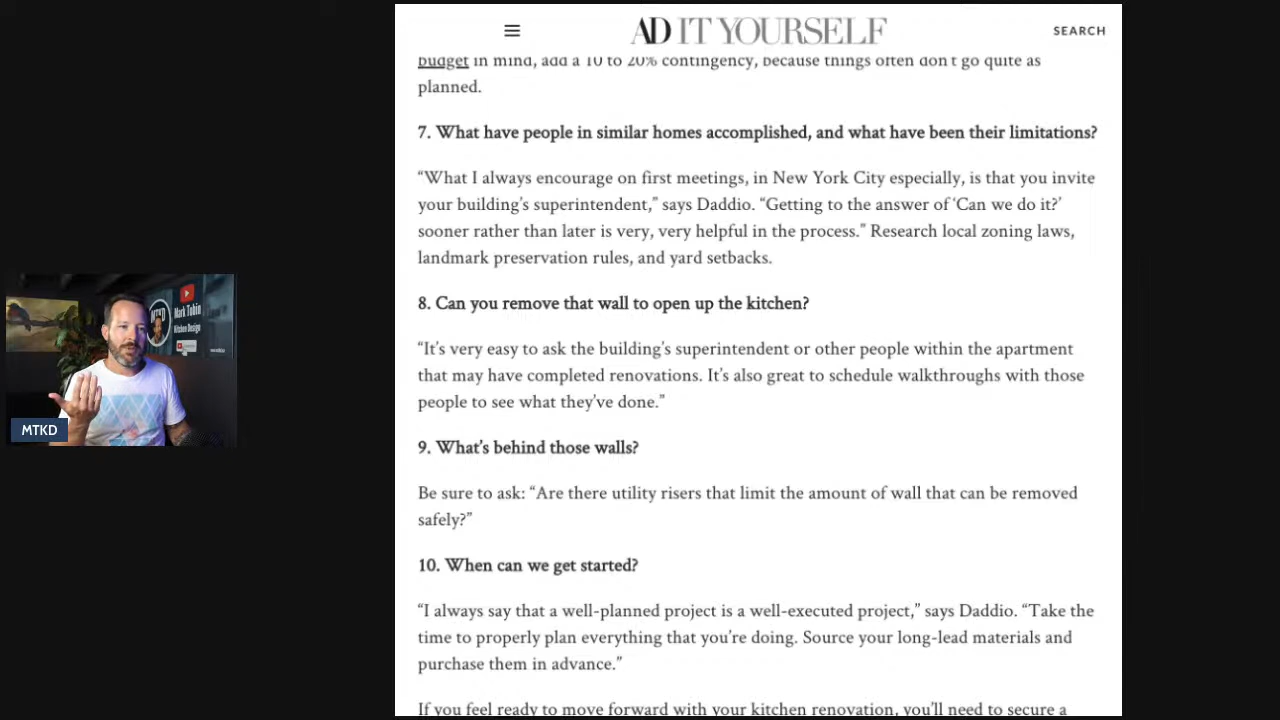 AD IT YOURSELF
SEARCH
budget in mind, add a 10 to 20% contingency, because things often don't go quite as
planned.
7. What have people in similar homes accomplished, and what have been their limitations?
“What I always encourage on first meetings, in New York City especially, is that you invite
your building’s superintendent,” says Daddio. “Getting to the answer of ‘Can we do it?’
sooner rather than later is very, very helpful in the process.” Research local zoning laws,
landmark preservation rules, and yard setbacks.
8. Can you remove that wall to open up the kitchen?
“It’s very easy to ask the building’s superintendent or other people within the apartment
that may have completed renovations. It’s also great to schedule walkthroughs with those
people to see what they’ve done.”
9. What’s behind those walls?
Be sure to ask: “Are there utility risers that limit the amount of wall that can be removed
safely?”
10. When can we get started?
“I always say that a well-planned project is a well-executed project,” says Daddio. “Take the
time to properly plan everything that you’re doing. Source your long-lead materials and
purchase them in advance.”
If you feel ready to move forward with your kitchen renovation, you’ll need to secure a
MTKD
Mark Tobin
Kitchen Design
MTKD